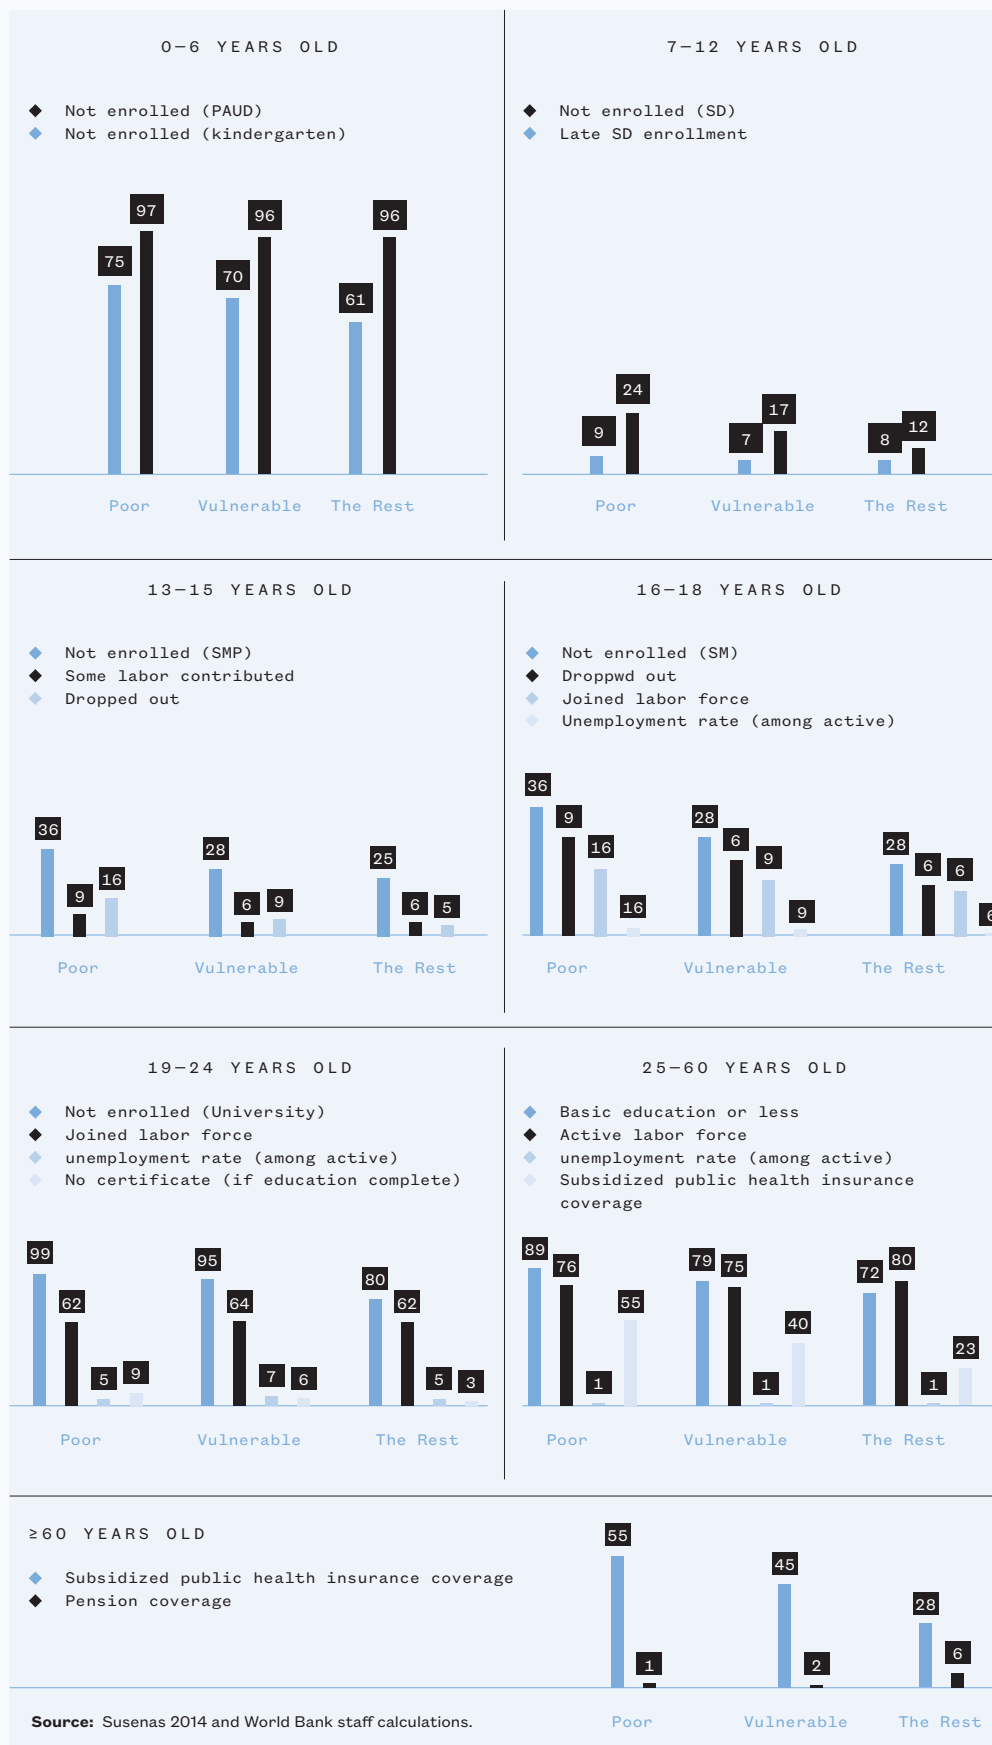 0–6 YEARS OLD
Not enrolled (PAUD)
Not enrolled (kindergarten)
97
96
96
75
70
61
Poor Vulnerable The Rest
7–12 YEARS OLD
Not enrolled (SD)
Late SD enrollment
24
17
12
9
7
8
Poor Vulnerable The Rest
13–15 YEARS OLD
Not enrolled (SMP)
Some labor contributed
Dropped out
36 9 16
28 6 9
25 6 5
Poor Vulnerable The Rest
16–18 YEARS OLD
Not enrolled (SM)
Droppwd out
Joined labor force
Unemployment rate (among active)
36 9 16 16
28 6 9 9
28 6 6 6
Poor Vulnerable The Rest
19–24 YEARS OLD
Not enrolled (University)
Joined labor force
unemployment rate (among active)
No certificate (if education complete)
99 62 5 9
95 64 7 6
80 62 5 3
Poor Vulnerable The Rest
25–60 YEARS OLD
Basic education or less
Active labor force
unemployment rate (among active)
Subsidized public health insurance
coverage
89 76 1 55
79 75 1 40
72 80 1 23
Poor Vulnerable The Rest
≥60 YEARS OLD
Subsidized public health insurance coverage
Pension coverage
55 1
45 2
28 6
Poor Vulnerable The Rest
Source: Susenas 2014 and World Bank staff calculations.